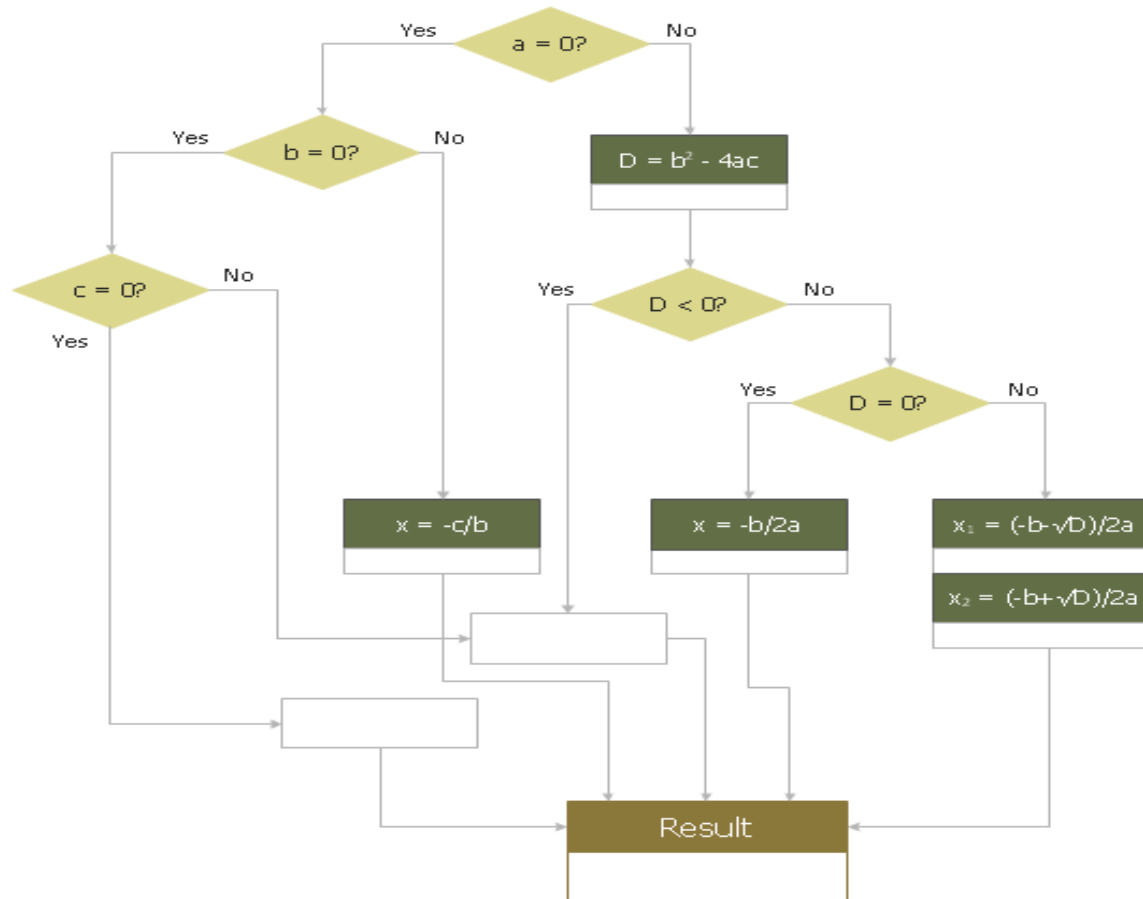 a = 0?
Yes
No
b = 0?
Yes
No
D = b² - 4ac
c = 0?
No
Yes
D < 0?
Yes
No
D = 0?
Yes
No
x = -c/b
x = -b/2a
x₁ = (-b-√D)/2a
x₂ = (-b+√D)/2a
Result